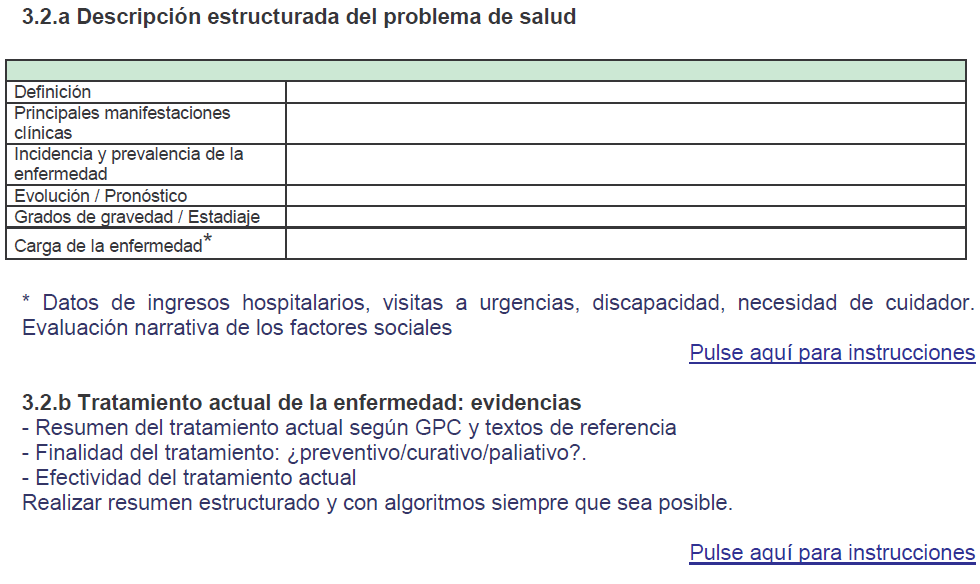 3.2.a Descripción estructurada del problema de salud
Definición
Principales manifestaciones
clínicas
Incidencia y prevalencia de la
enfermedad
Evolución / Pronóstico
Grados de gravedad / Estadiaje
Carga de la enfermedad*
* Datos de ingresos hospitalarios, visitas a urgencias, discapacidad, necesidad de cuidador.
Evaluación narrativa de los factores sociales
Pulse aquí para instrucciones
3.2.b Tratamiento actual de la enfermedad: evidencias
- Resumen del tratamiento actual según GPC y textos de referencia
- Finalidad del tratamiento: ¿preventivo/curativo/paliativo?.
- Efectividad del tratamiento actual
Realizar resumen estructurado y con algoritmos siempre que sea posible.
Pulse aquí para instrucciones